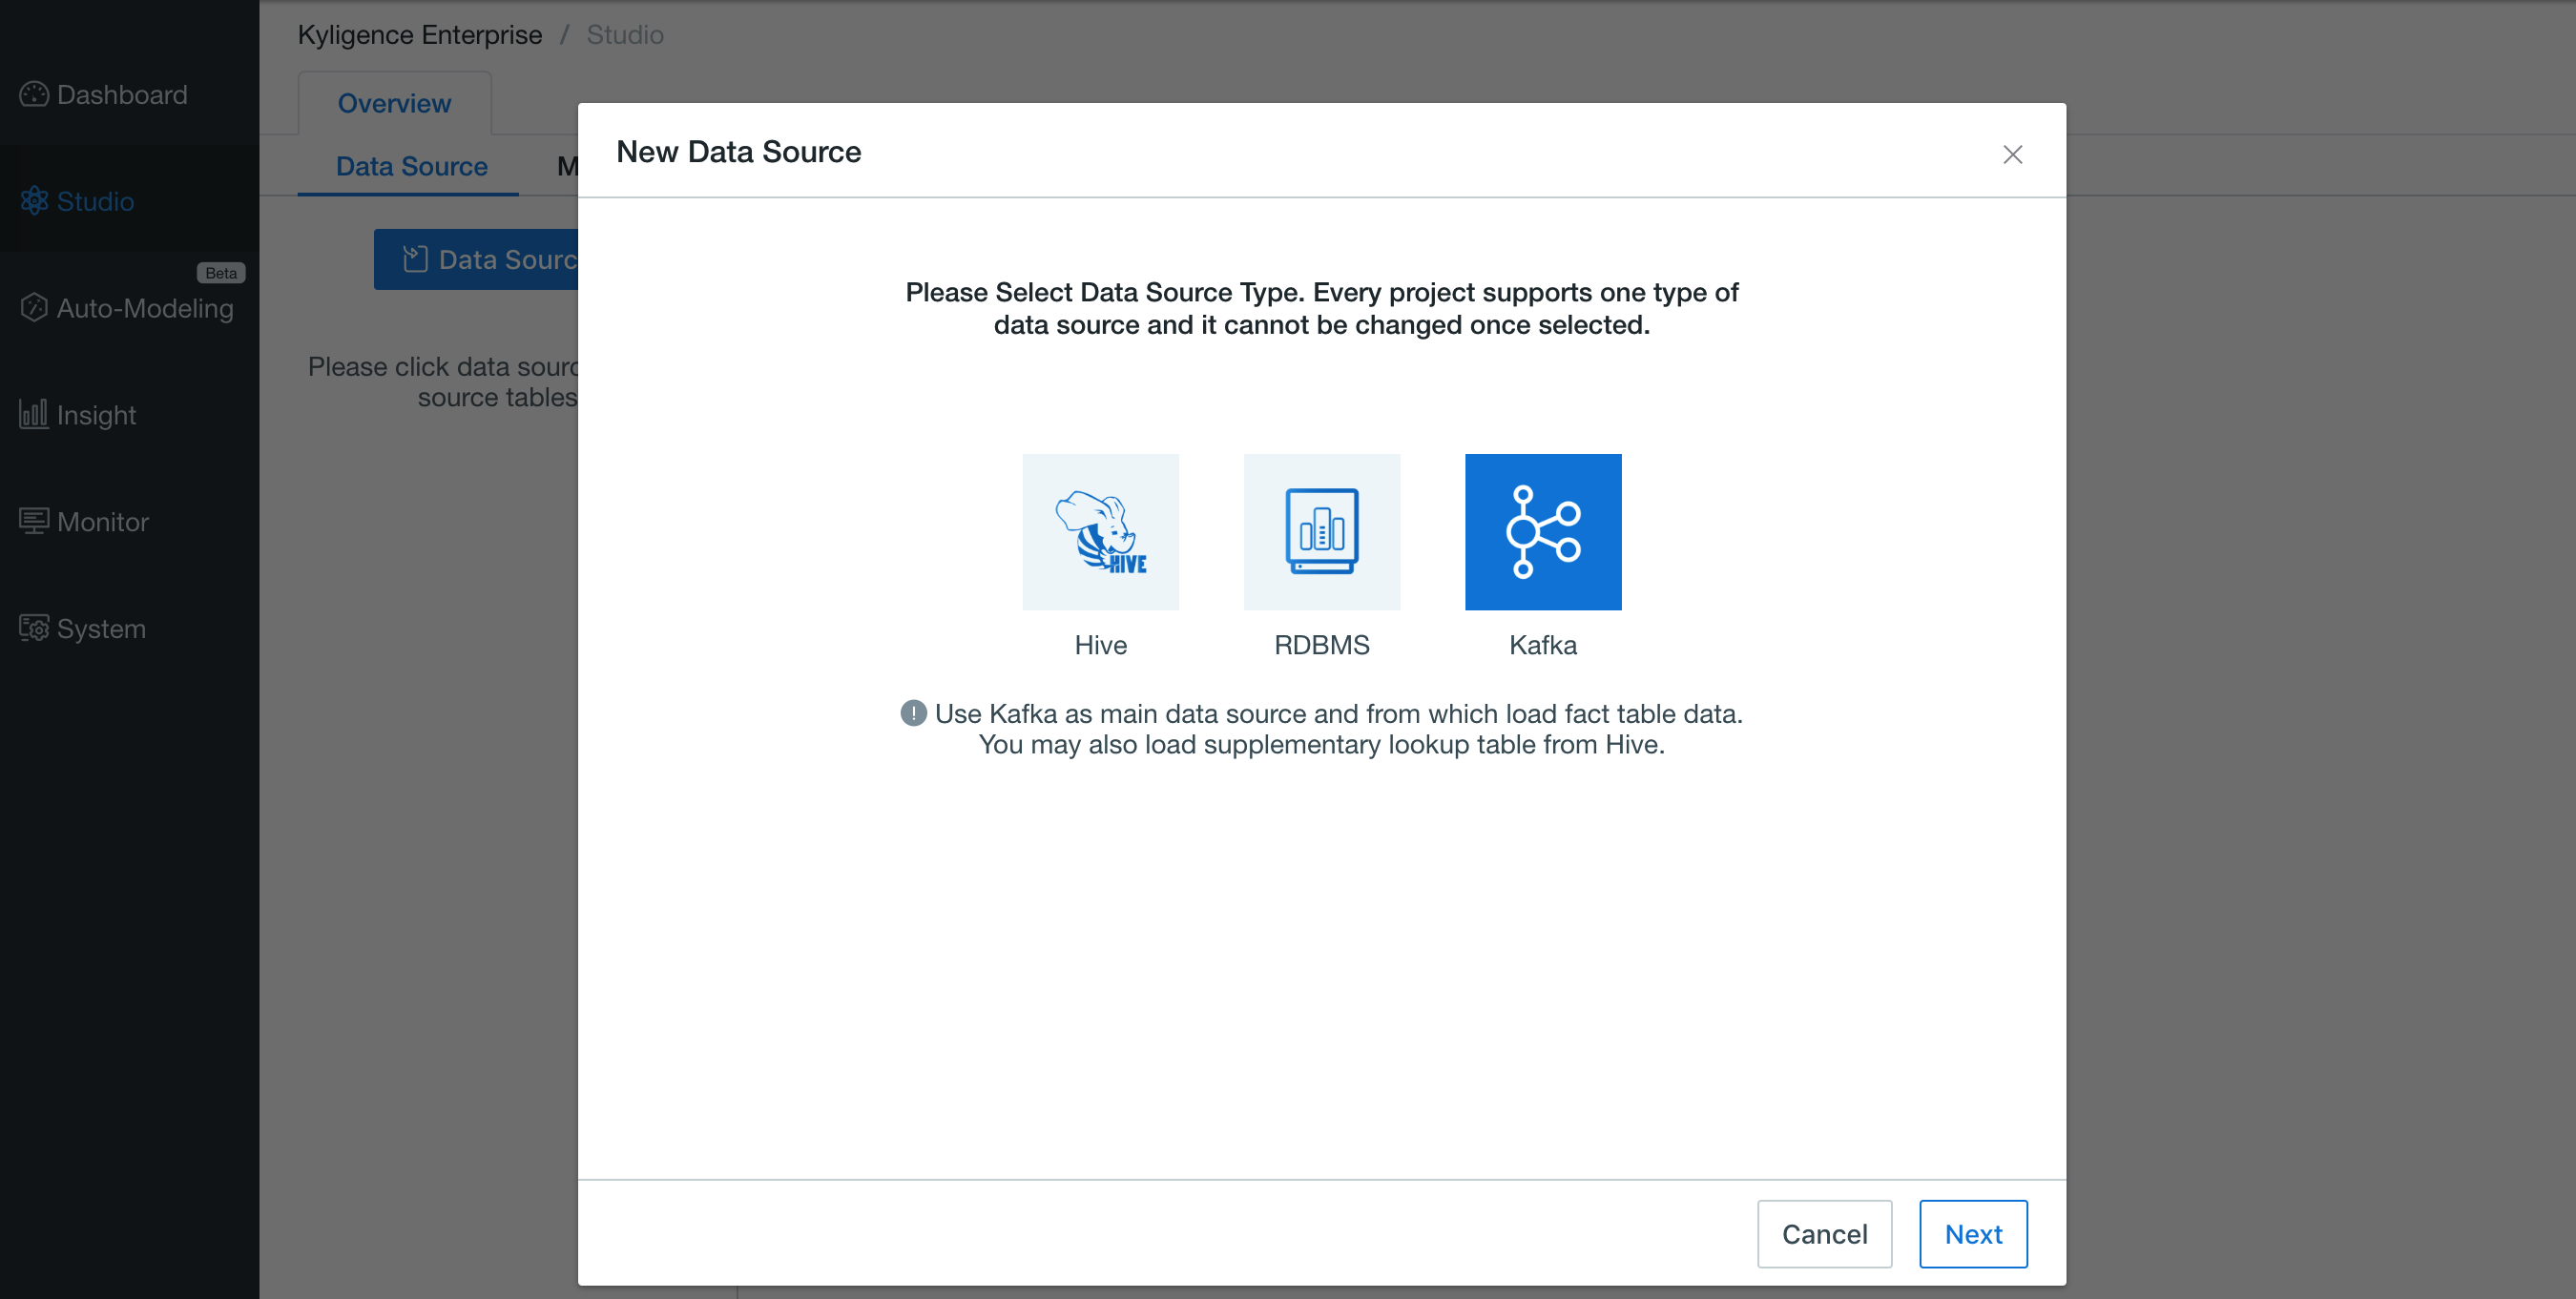 Kyligence Enterprise / Studio
Dashboard
Overview
New Data Source
Data Source M
Studio
Data Sourc
Beta
Auto-Modeling
Please Select Data Source Type. Every project supports one type of
data source and it cannot be changed once selected.
Please click data sourc
source tables
Insight
HIVE
Monitor
Hive RDBMS Kafka
System
Use Kafka as main data source and from which load fact table data.
You may also load supplementary lookup table from Hive.
Cancel Next